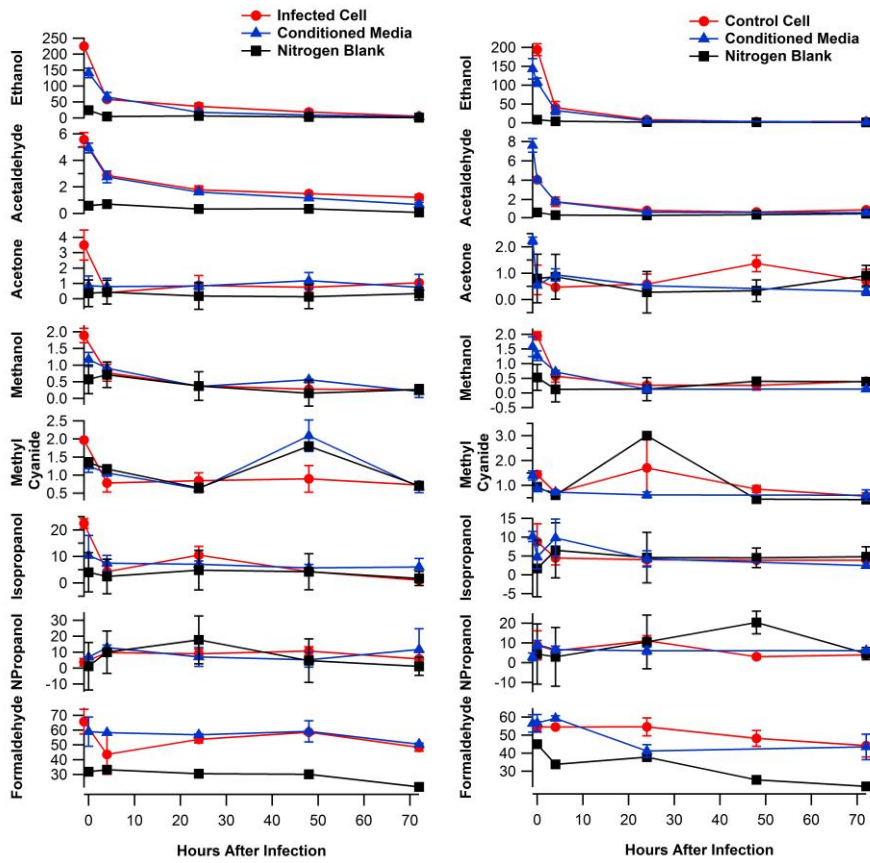 Infected Cell
Conditioned Media
Nitrogen Blank
Ethanol
250
200
150
100
50
0
Acetaldehyde
6
4
2
0
Acetone
4
3
2
1
0
Methanol
2.0
1.5
1.0
0.5
0.0
Methyl
Cyanide
2.5
2.0
1.5
1.0
0.5
Isopropanol
20
10
0
NPropanol
30
20
10
0
-10
Formaldehyde
70
60
50
40
30
0 10 20 30 40 50 60 70
Hours After Infection
Control Cell
Conditioned Media
Nitrogen Blank
Ethanol
200
150
100
50
0
Acetaldehyde
8
6
4
2
0
Acetone
2.0
1.0
0.0
Methanol
2.0
1.5
1.0
0.5
0.0
-0.5
Methyl
Cyanide
3.0
2.0
1.0
Isopropanol
15
10
5
0
-5
NPropanol
20
10
0
-10
Formaldehyde
60
50
40
30
0 10 20 30 40 50 60 70
Hours After Infection